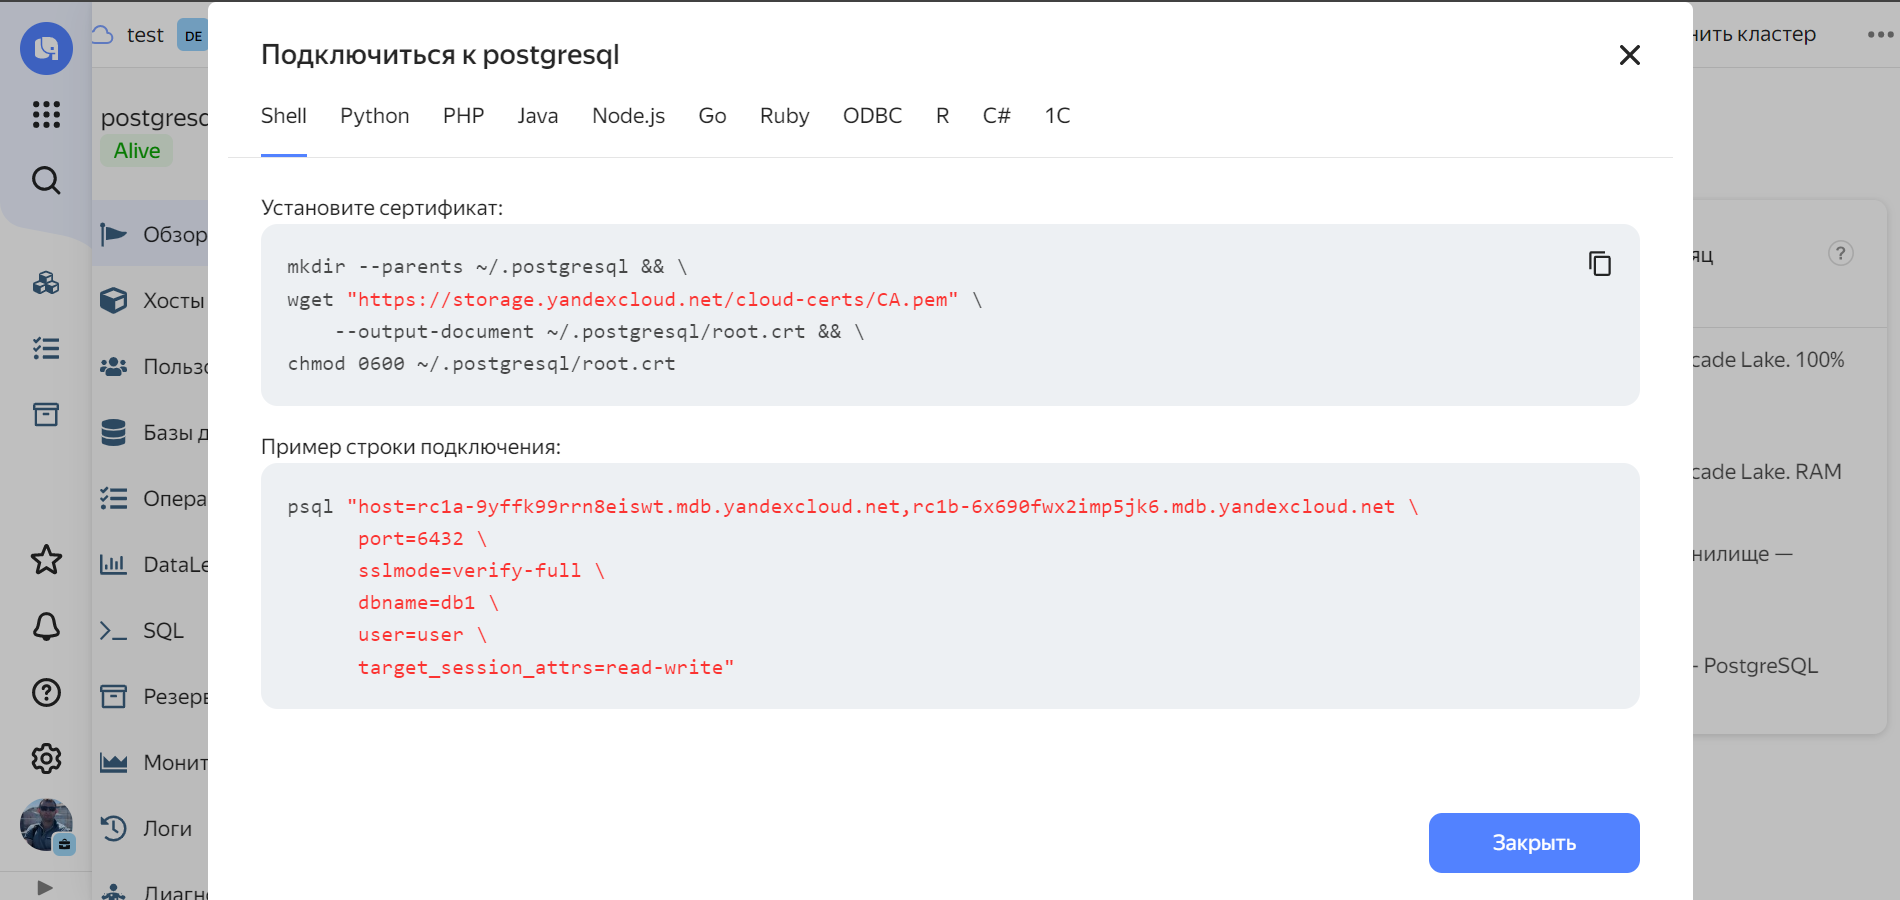 test
DE
нить кластер
postgresc
Alive
Обзор
Хосты
Пользо
Базы д
Опера
DataLe
SQL
Резерв
Монит
Логи
Диагн
Подключиться к postgresql
Shell Python PHP Java Node.js Go Ruby ODBC R C# 1C
Установите сертификат:
mkdir --parents ~/.postgresql && \
wget "https://storage.yandexcloud.net/cloud-certs/CA.pem" \
--output-document ~/.postgresql/root.crt && \
chmod 0600 ~/.postgresql/root.crt
Пример строки подключения:
psql "host=rc1a-9yffk99rrn8eiswt.mdb.yandexcloud.net,rc1b-6x690fwx2imp5jk6.mdb.yandexcloud.net \
port=6432 \
sslmode=verify-full \
dbname=db1 \
user=user \
target_session_attrs=read-write"
Закрыть
яц
cade Lake. 100%
cade Lake. RAM
нилище —
- PostgreSQL